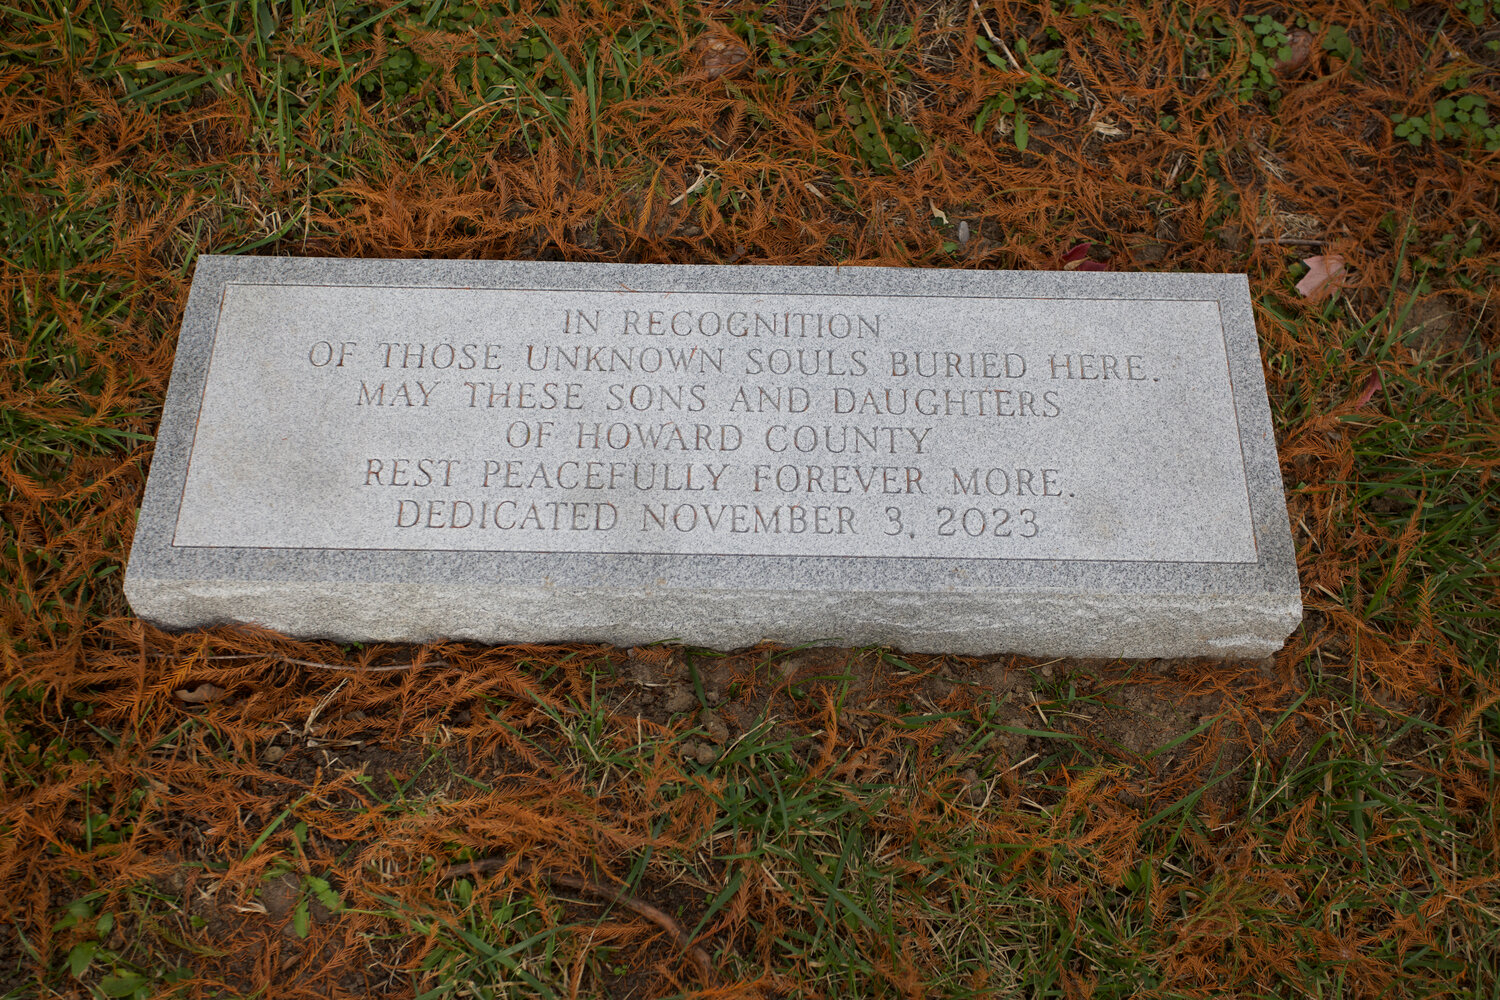 IN RECOGNITION
OF THOSE UNKNOWN SOULS BURIED HERE.
MAY THESE SONS AND DAUGHTERS
OF HOWARD COUNTY
REST PEACEFULLY FOREVER MORE.
DEDICATED NOVEMBER 3, 2023